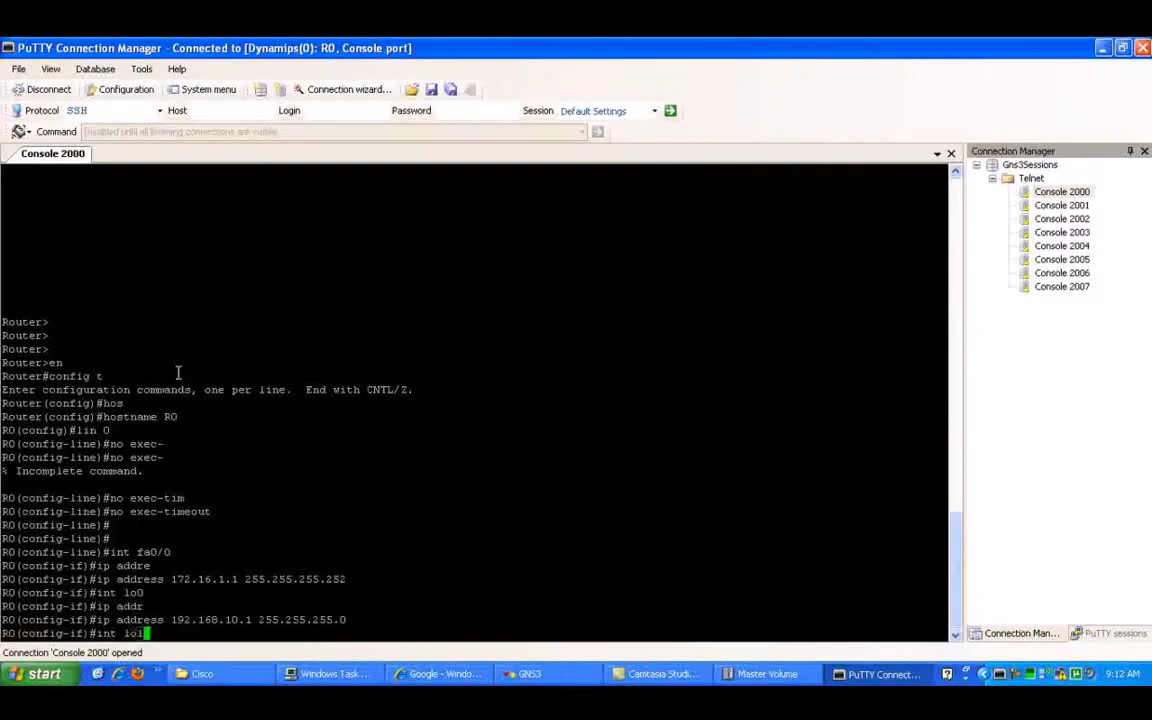 PuTTY Connection Manager - Connected to [Dynamips(0): R0, Console port]
File View Database Tools Help
Disconnect Configuration System menu Connection wizard...
Protocol SSH Host Login Password Session Default Settings
Command Disabled until all listening connections are visible
Console 2000
Connection Manager
Gns3Sessions
Telnet
Console 2000
Console 2001
Console 2002
Console 2003
Console 2004
Console 2005
Console 2006
Console 2007
Router>
Router>
Router>
Router>en
Router#config t
Enter configuration commands, one per line. End with CNTL/Z.
Router(config)#hos
Router(config)#hostname R0
R0(config)#lin 0
R0(config-line)#no exec-
R0(config-line)#no exec-
% Incomplete command.
R0(config-line)#no exec-tim
R0(config-line)#no exec-timeout
R0(config-line)#
R0(config-line)#
R0(config-line)#int fa0/0
R0(config-if)#ip addre
R0(config-if)#ip address 172.16.1.1 255.255.255.252
R0(config-if)#int lo0
R0(config-if)#ip addr
R0(config-if)#ip address 192.168.10.1 255.255.255.0
R0(config-if)#int lo1
Connection Man... PuTTY sessions
Connection 'Console 2000' opened
start Cisco Windows Task... Google - Windo... GNS3 Camtasia Studi... Master Volume PuTTY Connect... 9:12 AM